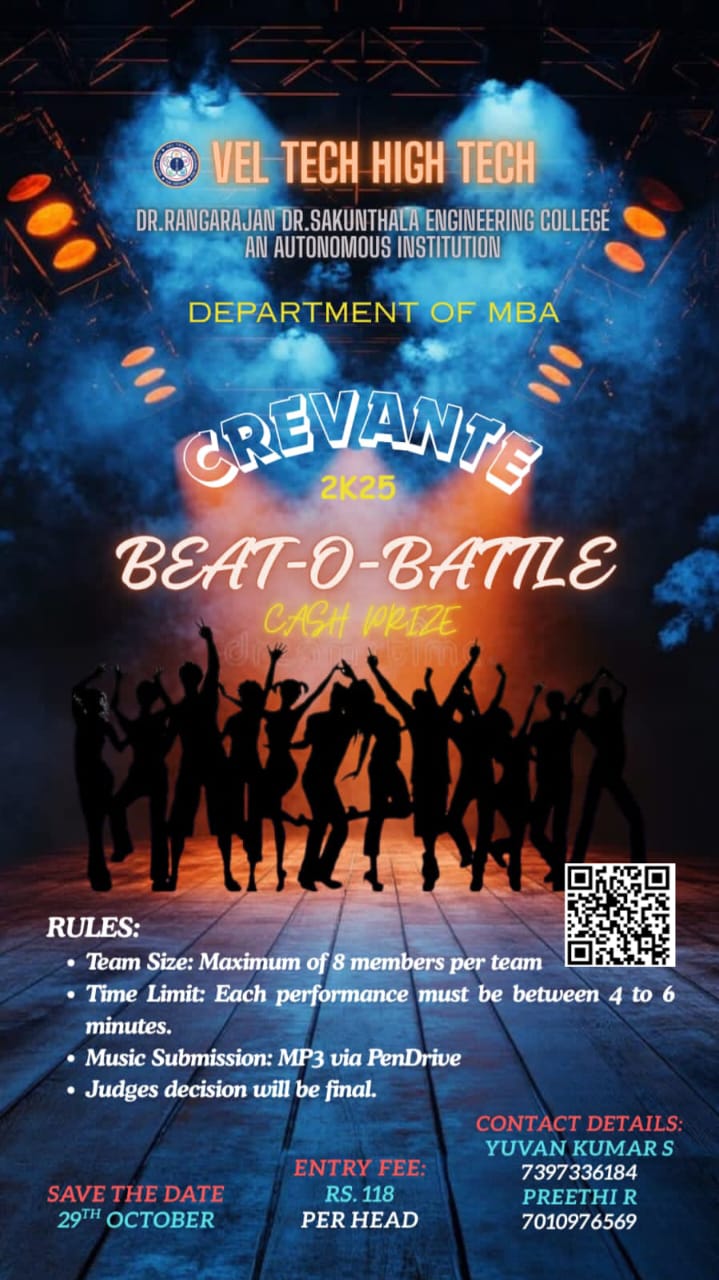 VEL TECH HIGH TECH
DR.RANGARAJAN DR.SAKUNTHALA ENGINEERING COLLEGE
AN AUTONOMOUS INSTITUTION
DEPARTMENT OF MBA
CREVANTE
2K25
BEAT-O-BATTLE
CASH PRIZE
dreamstime
RULES:
• Team Size: Maximum of 8 members per team
• Time Limit: Each performance must be between 4 to 6
minutes.
• Music Submission: MP3 via PenDrive
• Judges decision will be final.
SAVE THE DATE
29TH OCTOBER
ENTRY FEE:
RS. 118
PER HEAD
CONTACT DETAILS:
YUVAN KUMAR S
7397336184
PREETHI R
7010976569